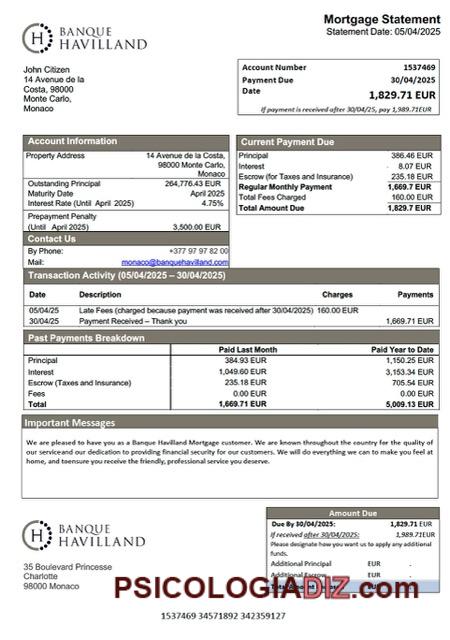 BANQUE
HAVILLAND
Mortgage Statement
Statement Date: 05/04/2025
John Citizen
14 Avenue de la
Costa, 98000
Monte Carlo,
Monaco
Account Number 1537469
Payment Due 30/04/2025
Date
1,829.71 EUR
If payment is received after 30/04/25, pay 1,989.71EUR
Account Information
Property Address 14 Avenue de la Costa,
98000 Monte Carlo,
Monaco
Outstanding Principal 264,776.43 EUR
Maturity Date April 2025
Interest Rate (Until April 2025) 4.75%
Prepayment Penalty
(Until April 2025) 3,500.00 EUR
Contact Us
By Phone: +377 97 97 82 00
Mail: monaco@banquehavilland.com
Current Payment Due
Principal 386.46 EUR
Interest 8.07 EUR
Escrow (for Taxes and Insurance) 235.18 EUR
Regular Monthly Payment 1,669.7 EUR
Total Fees Charged 160.00 EUR
Total Amount Due 1,829.7 EUR
Transaction Activity (05/04/2025 – 30/04/2025)
Date Description Charges Payments
05/04/25 Late Fees (charged because payment was received after 30/04/2025) 160.00 EUR
30/04/25 Payment Received – Thank you 1,669.71 EUR
Past Payments Breakdown
Paid Last Month Paid Year to Date
Principal 384.93 EUR 1,150.25 EUR
Interest 1,049.60 EUR 3,153.34 EUR
Escrow (Taxes and Insurance) 235.18 EUR 705.54 EUR
Fees 0.00 EUR 0.00 EUR
Total 1,669.71 EUR 5,009.13 EUR
Important Messages
We are pleased to have you as a Banque Havilland Mortgage customer. We are known throughout the country for the quality of
our serviceand our dedication to providing financial security for our customers. We will do everything we can to make you feel at
home, and toensure you receive the friendly, professional service you deserve.
BANQUE
HAVILLAND
35 Boulevard Princesse
Charlotte
98000 Monaco
Amount Due
Due By 30/04/2025: 1,829.71 EUR
If received after 30/04/2025: 1,989.71EUR
Please designate how you want us to apply any additional
funds.
Additional Principal EUR .
Additional Escrow EUR .
PSICOLOGIADIZ.com
1537469 34571892 342359127